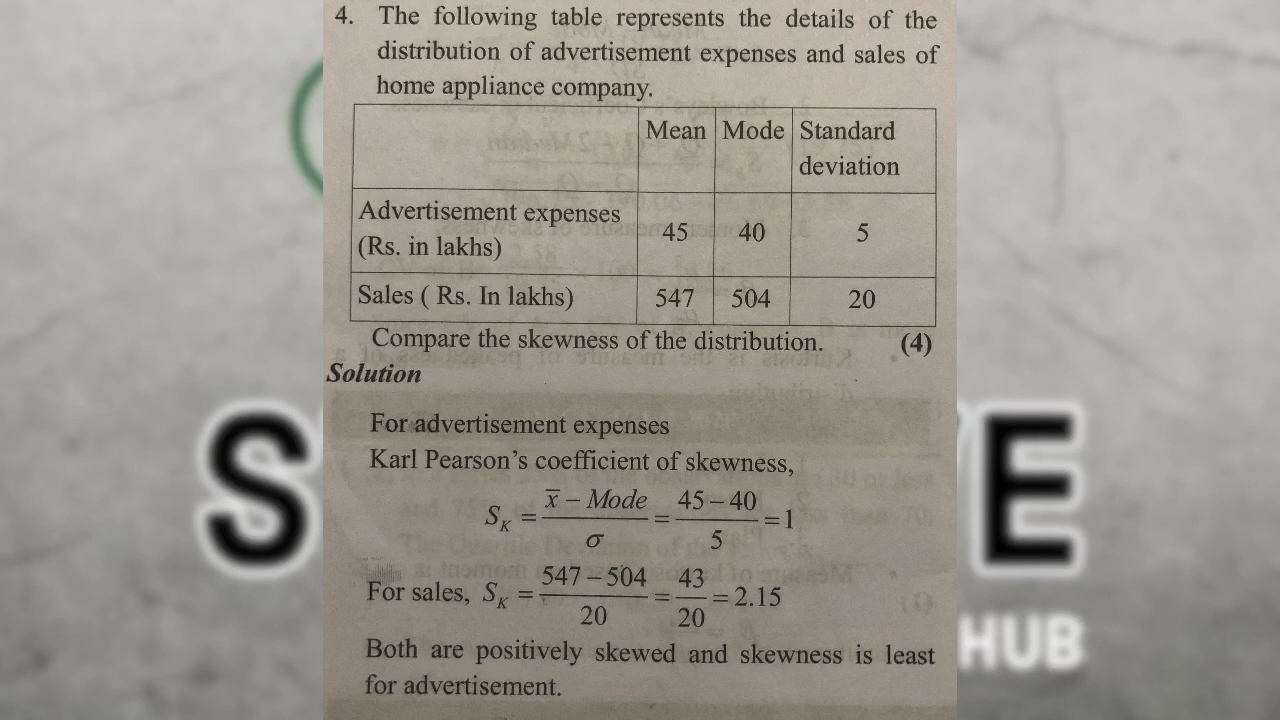 4. The following table represents the details of the
distribution of advertisement expenses and sales of
home appliance company.
Mean Mode Standard
deviation
Advertisement expenses
(Rs. in lakhs) 45 40 5
Sales ( Rs. In lakhs) 547 504 20
Compare the skewness of the distribution. (4)
Solution
For advertisement expenses
Karl Pearson's coefficient of skewness,
S_K = (x̅ – Mode)/σ = (45 – 40)/5 = 1
For sales, S_K = (547 – 504)/20 = 43/20 = 2.15
Both are positively skewed and skewness is least
for advertisement.
HUB